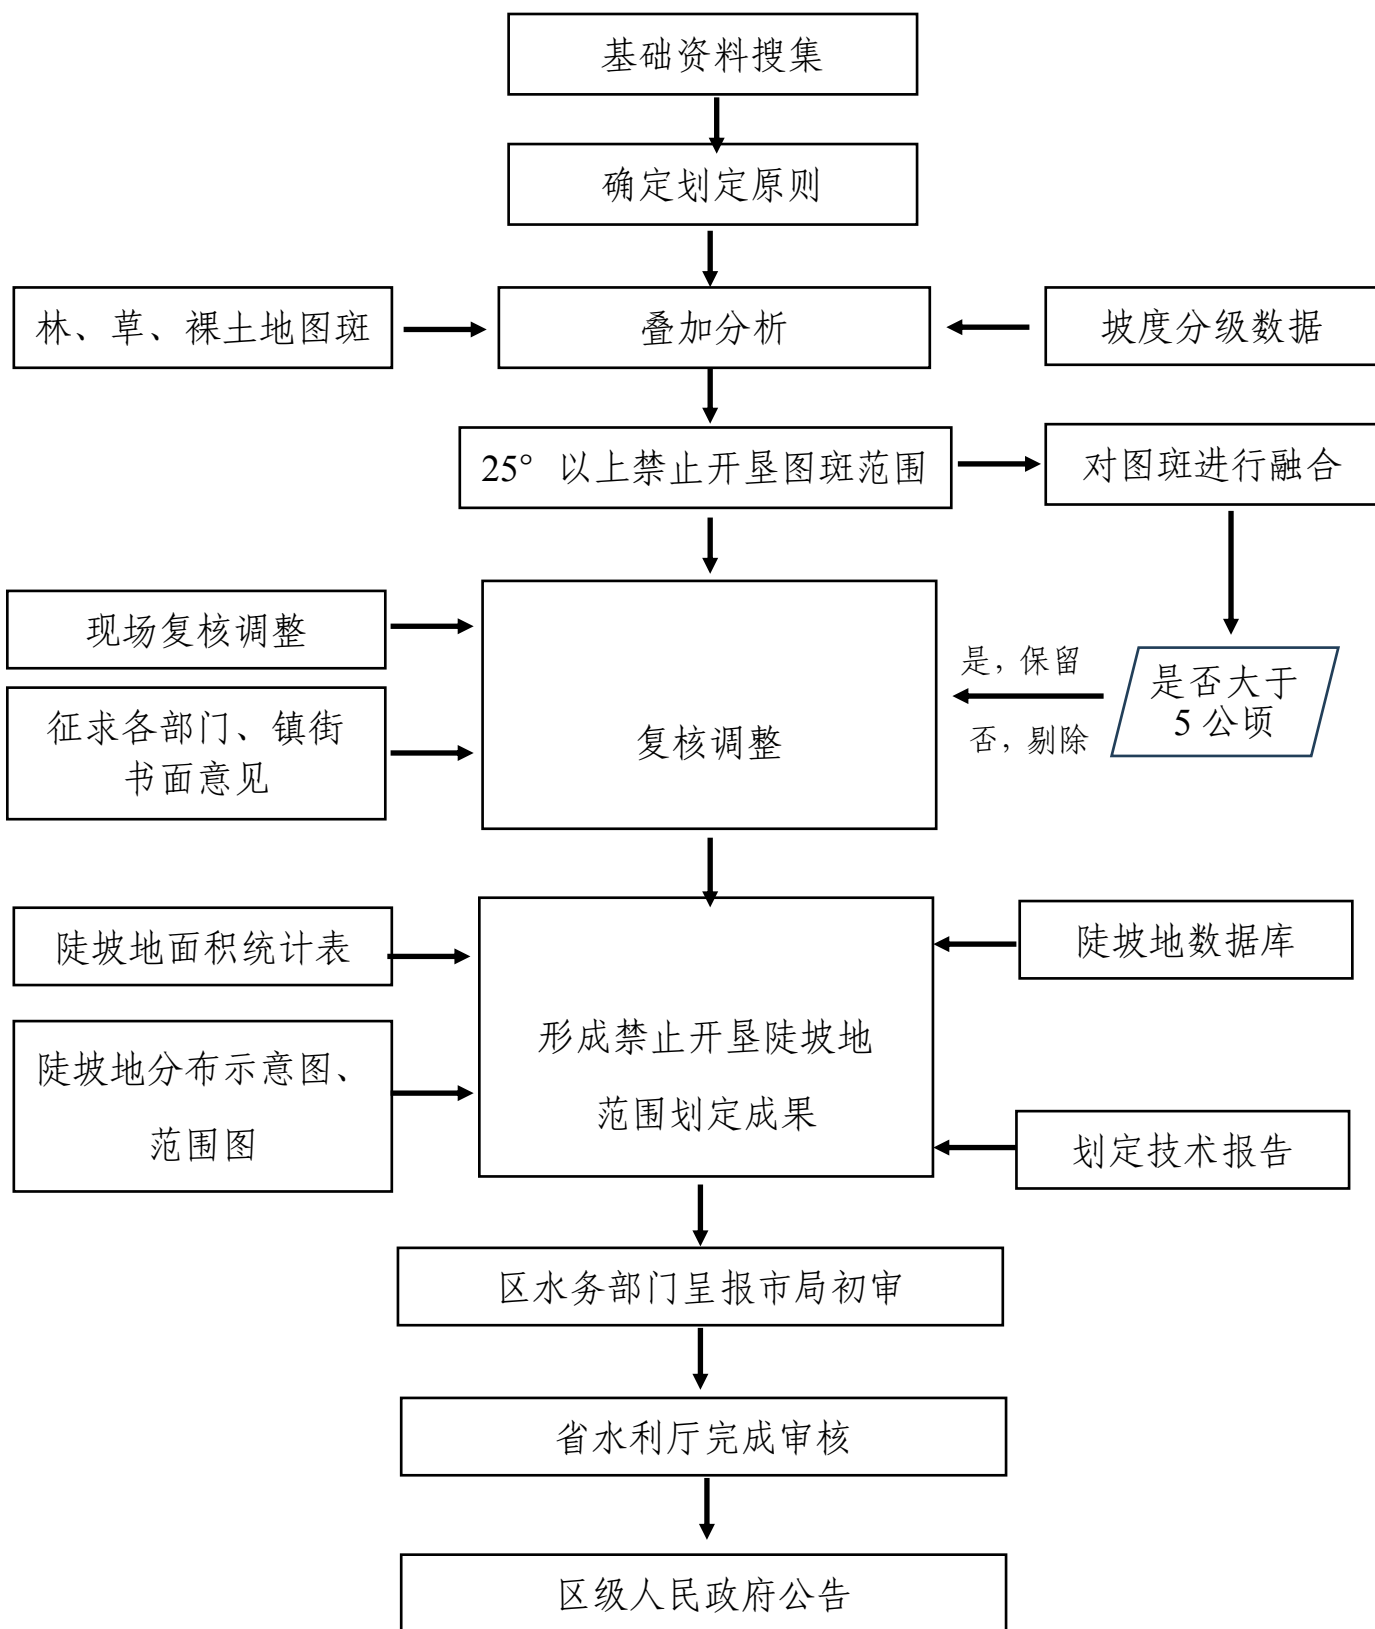 基础资料搜集
确定划定原则
林、草、裸土地图斑
叠加分析
坡度分级数据
25° 以上禁止开垦图斑范围
对图斑进行融合
现场复核调整
征求各部门、镇街
书面意见
复核调整
是，保留
否，剔除
是否大于
5 公顷
陡坡地面积统计表
陡坡地数据库
陡坡地分布示意图、
范围图
形成禁止开垦陡坡地
范围划定成果
划定技术报告
区水务部门呈报市局初审
省水利厅完成审核
区级人民政府公告